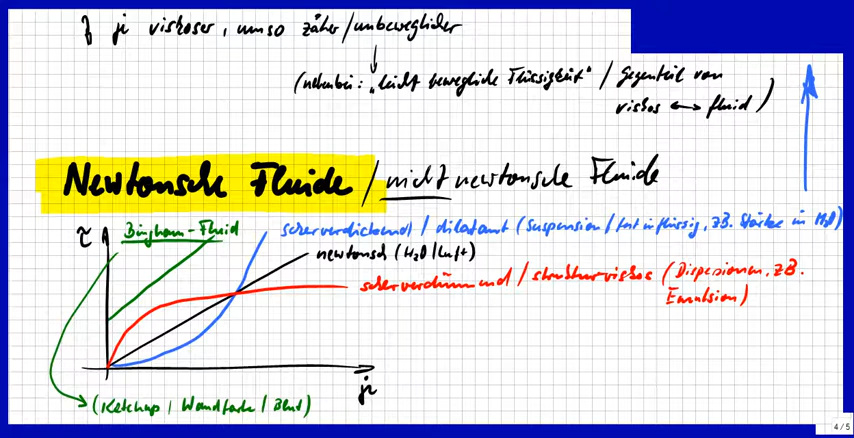 je viskoser, umso zäher/unbeweglicher
(nebenbei: „leicht bewegliche Flüssigkeit" / Gegenteil von
viskos ↔ fluid)
Newtonsche Fluide / nicht newtonsche Fluide
τ
Bingham-Fluid
scherverdickend / dilatant (Suspension / fest in flüssig, z.B. Stärke in H2O)
newtonsch (H2O/Luft)
scherverdünnend / strukturviskos (Dispersionen, z.B.
Emulsion)
(Ketchup / Wandfarbe / Blut)
4 / 5